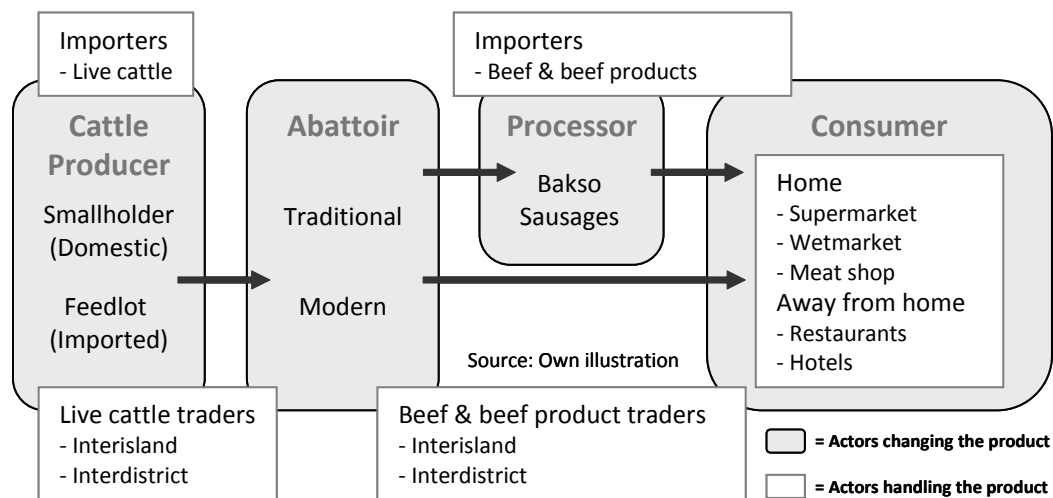 Importers
- Live cattle
Importers
- Beef & beef products
Cattle
Producer
Smallholder
(Domestic)
Feedlot
(Imported)
Abattoir
Traditional
Modern
Processor
Bakso
Sausages
Consumer
Home
- Supermarket
- Wetmarket
- Meat shop
Away from home
- Restaurants
- Hotels
Source: Own illustration
Live cattle traders
- Interisland
- Interdistrict
Beef & beef product traders
- Interisland
- Interdistrict
= Actors changing the product
= Actors handling the product